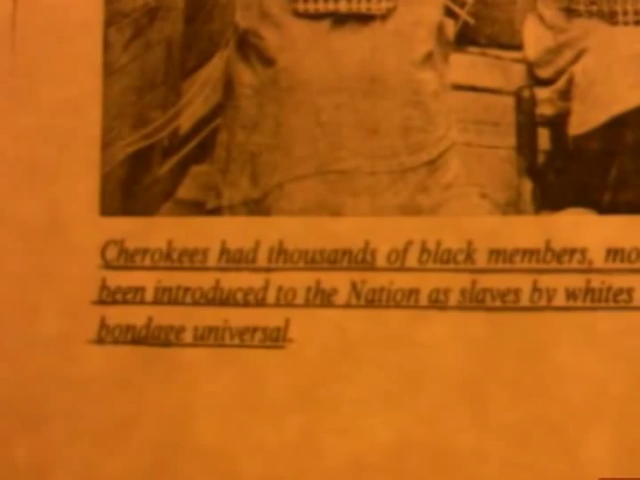 Cherokees had thousands of black members, mo
been introduced to the Nation as slaves by whites
bondage universal.